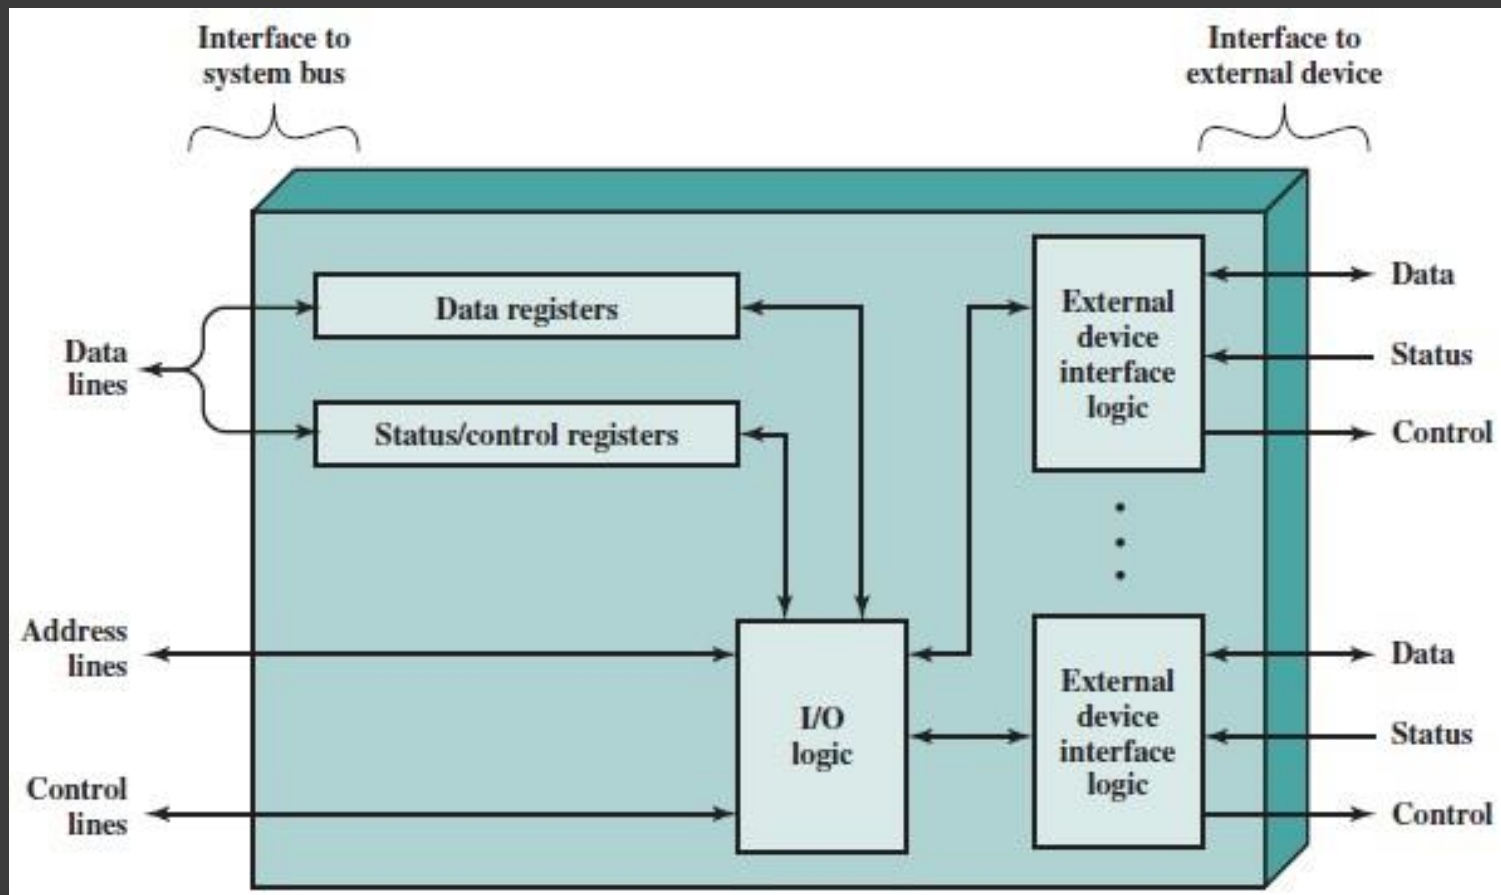 Interface to
system bus
Interface to
external device
Data registers
Status/control registers
Data
lines
Address
lines
Control
lines
I/O
logic
External
device
interface
logic
Data
Status
Control
External
device
interface
logic
Data
Status
Control